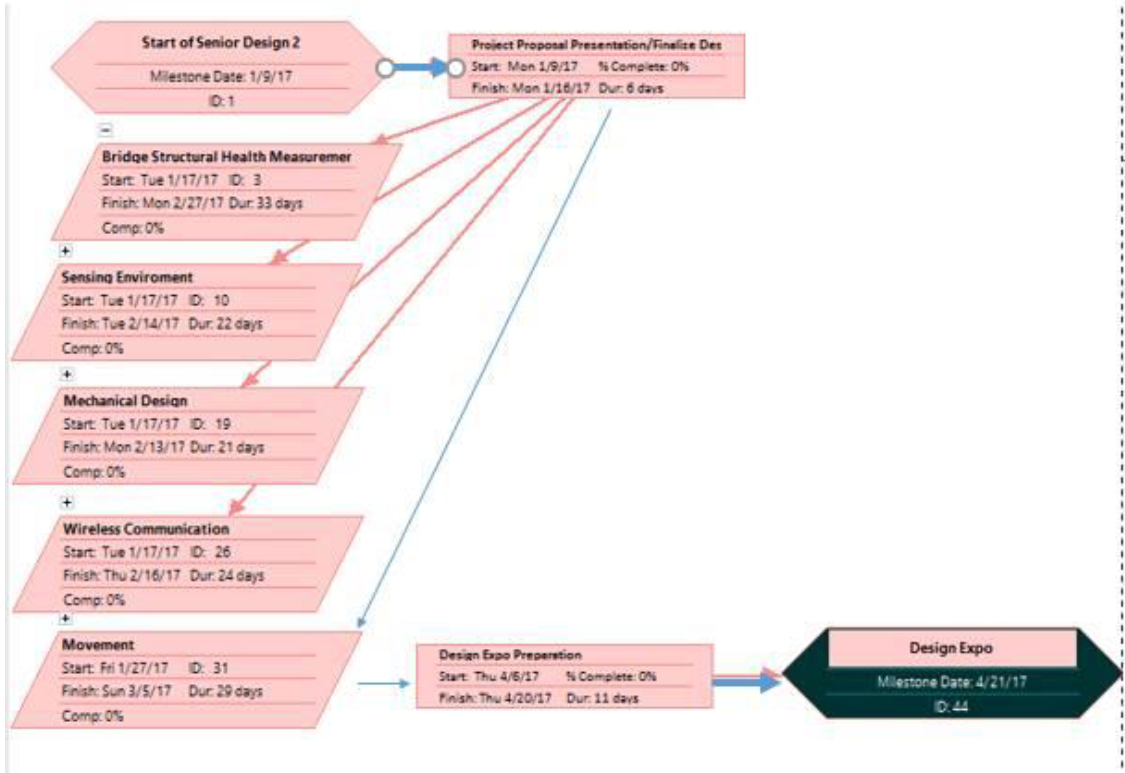 Start of Senior Design 2
Milestone Date: 1/9/17
ID: 1
Project Proposal Presentation/Finalize Des
Start: Mon 1/9/17 % Complete: 0%
Finish: Mon 1/16/17 Dur: 6 days
Bridge Structural Health Measuremer
Start: Tue 1/17/17 ID: 3
Finish: Mon 2/27/17 Dur: 33 days
Comp: 0%
Sensing Enviroment
Start: Tue 1/17/17 ID: 10
Finish: Tue 2/14/17 Dur: 22 days
Comp: 0%
Mechanical Design
Start: Tue 1/17/17 ID: 19
Finish: Mon 2/13/17 Dur: 21 days
Comp: 0%
Wireless Communication
Start: Tue 1/17/17 ID: 26
Finish: Thu 2/16/17 Dur: 24 days
Comp: 0%
Movement
Start: Fri 1/27/17 ID: 31
Finish: Sun 3/5/17 Dur: 29 days
Comp: 0%
Design Expo Preparation
Start: Thu 4/6/17 % Complete: 0%
Finish: Thu 4/20/17 Dur: 11 days
Design Expo
Milestone Date: 4/21/17
ID: 44